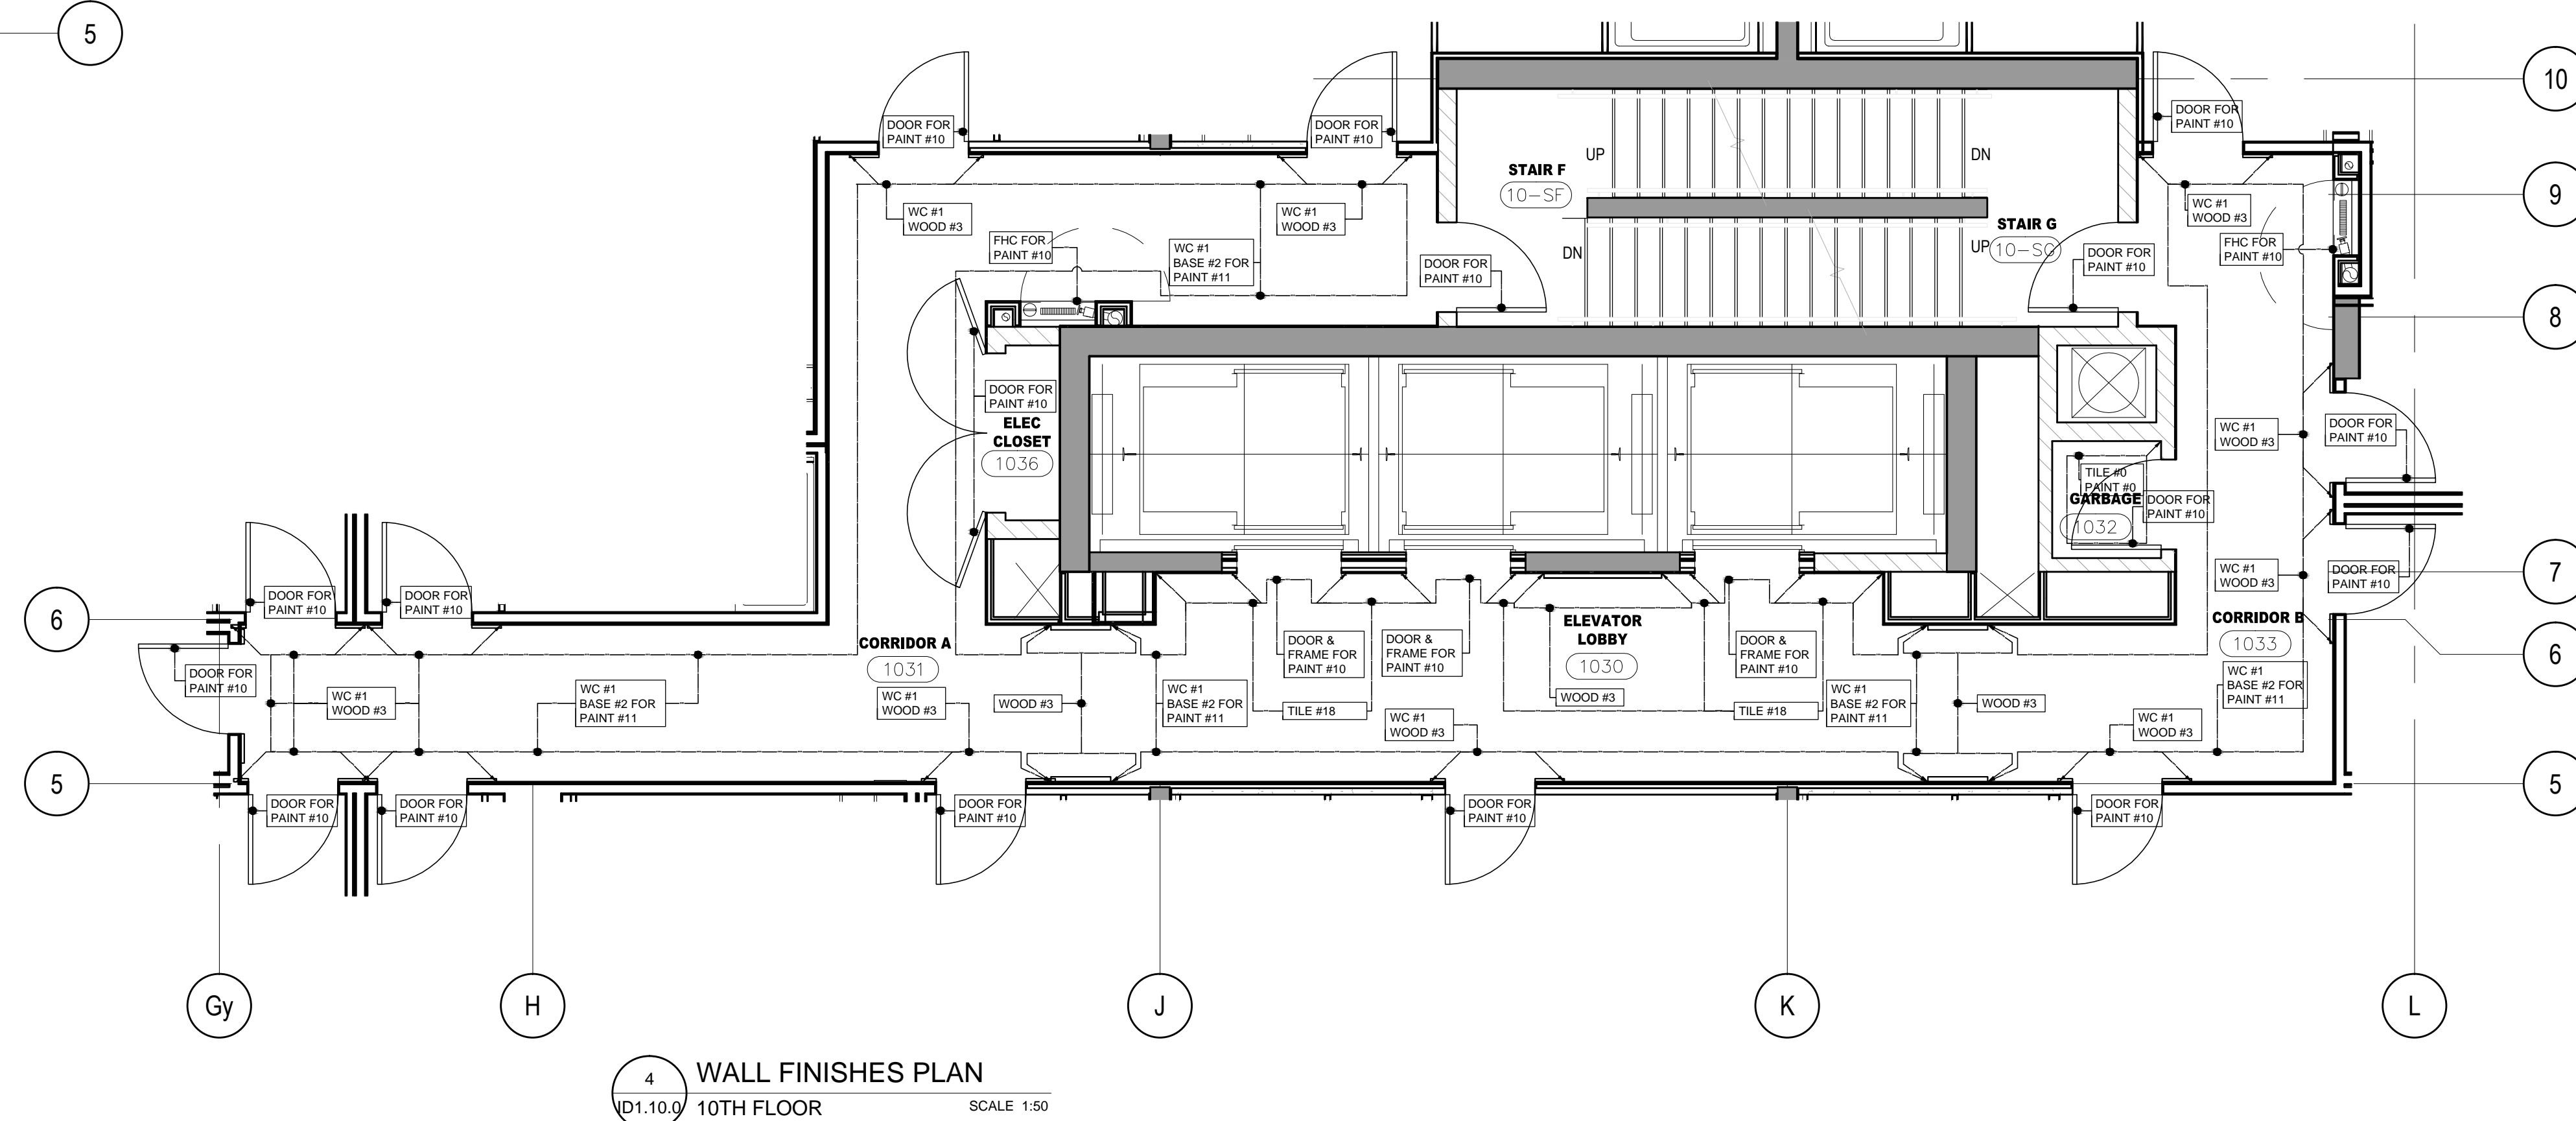 5
10
DOOR FOR
PAINT #10
DOOR FOR
PAINT #10
DOOR FOR
PAINT #10
UP
DN
STAIR F
10-SF
9
WC #1
WOOD #3
WC #1
WOOD #3
WC #1
WOOD #3
STAIR G
10-SG
FHC FOR
PAINT #10
WC #1
BASE #2 FOR
PAINT #11
DN
UP
FHC FOR
PAINT #10
DOOR FOR
PAINT #10
DOOR FOR
PAINT #10
8
DOOR FOR
PAINT #10
ELEC
CLOSET
1036
WC #1
WOOD #3
DOOR FOR
PAINT #10
TILE #0
PAINT #0
GARBAGE
1032
DOOR FOR
PAINT #10
WC #1
WOOD #3
DOOR FOR
PAINT #10
7
DOOR FOR
PAINT #10
DOOR FOR
PAINT #10
6
CORRIDOR A
1031
ELEVATOR
LOBBY
1030
CORRIDOR B
1033
6
DOOR &
FRAME FOR
PAINT #10
DOOR &
FRAME FOR
PAINT #10
DOOR &
FRAME FOR
PAINT #10
DOOR FOR
PAINT #10
WC #1
WOOD #3
WC #1
BASE #2 FOR
PAINT #11
WC #1
WOOD #3
WOOD #3
WC #1
BASE #2 FOR
PAINT #11
TILE #18
WC #1
WOOD #3
WOOD #3
TILE #18
WC #1
BASE #2 FOR
PAINT #11
WOOD #3
WC #1
WOOD #3
WC #1
BASE #2 FOR
PAINT #11
5
5
DOOR FOR
PAINT #10
DOOR FOR
PAINT #10
DOOR FOR
PAINT #10
DOOR FOR
PAINT #10
DOOR FOR
PAINT #10
Gy
H
J
K
L
4
ID1.10.0
WALL FINISHES PLAN
10TH FLOOR
SCALE 1:50